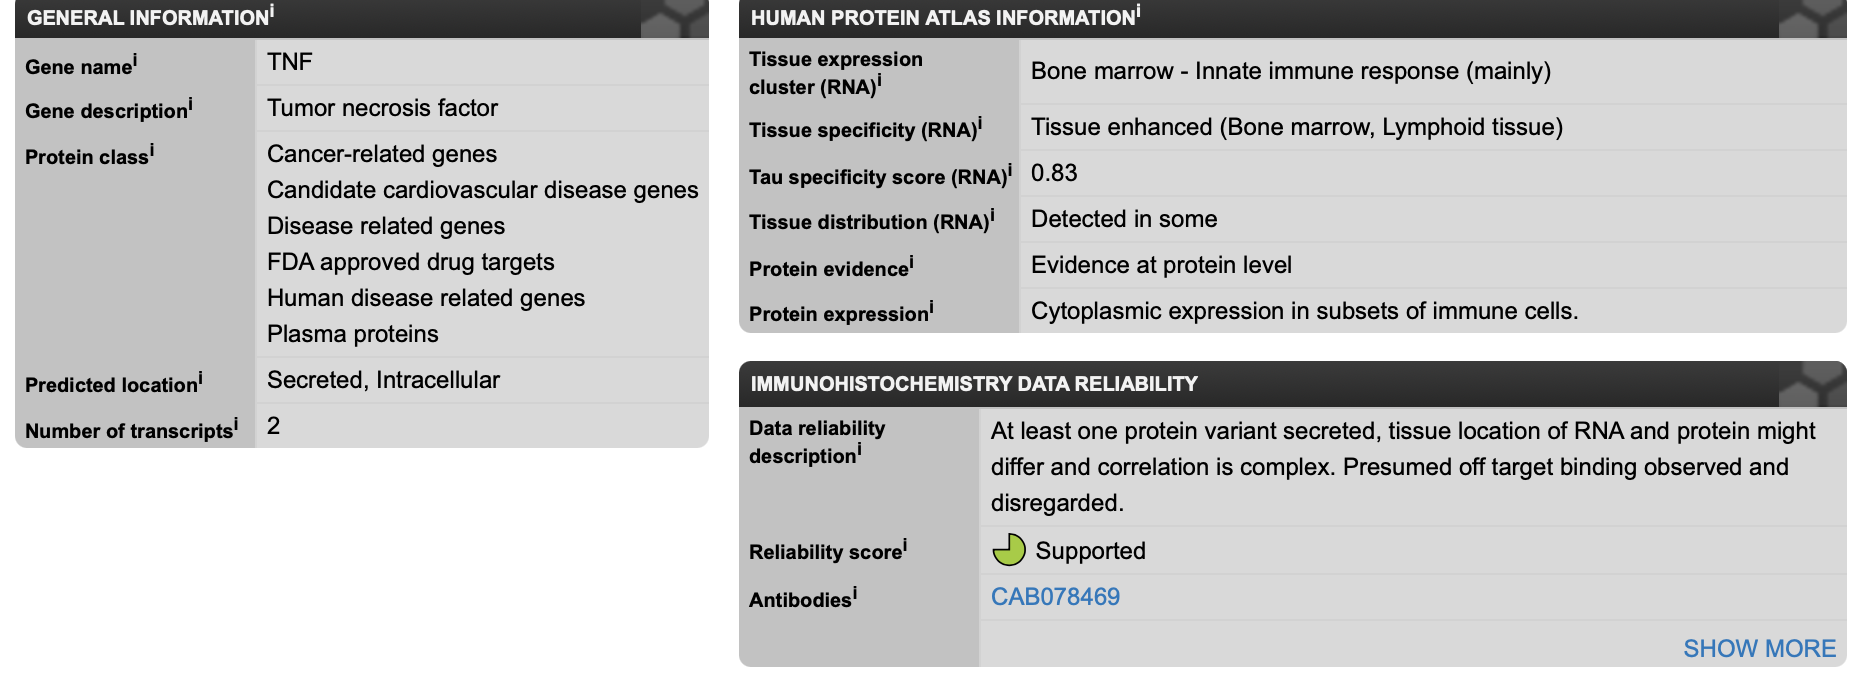 GENERAL INFORMATIONⁱ
Gene nameⁱ TNF
Gene descriptionⁱ Tumor necrosis factor
Protein classⁱ Cancer-related genes
Candidate cardiovascular disease genes
Disease related genes
FDA approved drug targets
Human disease related genes
Plasma proteins
Predicted locationⁱ Secreted, Intracellular
Number of transcriptsⁱ 2
HUMAN PROTEIN ATLAS INFORMATIONⁱ
Tissue expression
cluster (RNA)ⁱ Bone marrow - Innate immune response (mainly)
Tissue specificity (RNA)ⁱ Tissue enhanced (Bone marrow, Lymphoid tissue)
Tau specificity score (RNA)ⁱ 0.83
Tissue distribution (RNA)ⁱ Detected in some
Protein evidenceⁱ Evidence at protein level
Protein expressionⁱ Cytoplasmic expression in subsets of immune cells.
IMMUNOHISTOCHEMISTRY DATA RELIABILITY
Data reliability
descriptionⁱ
At least one protein variant secreted, tissue location of RNA and protein might
differ and correlation is complex. Presumed off target binding observed and
disregarded.
Reliability scoreⁱ Supported
Antibodiesⁱ CAB078469
SHOW MORE